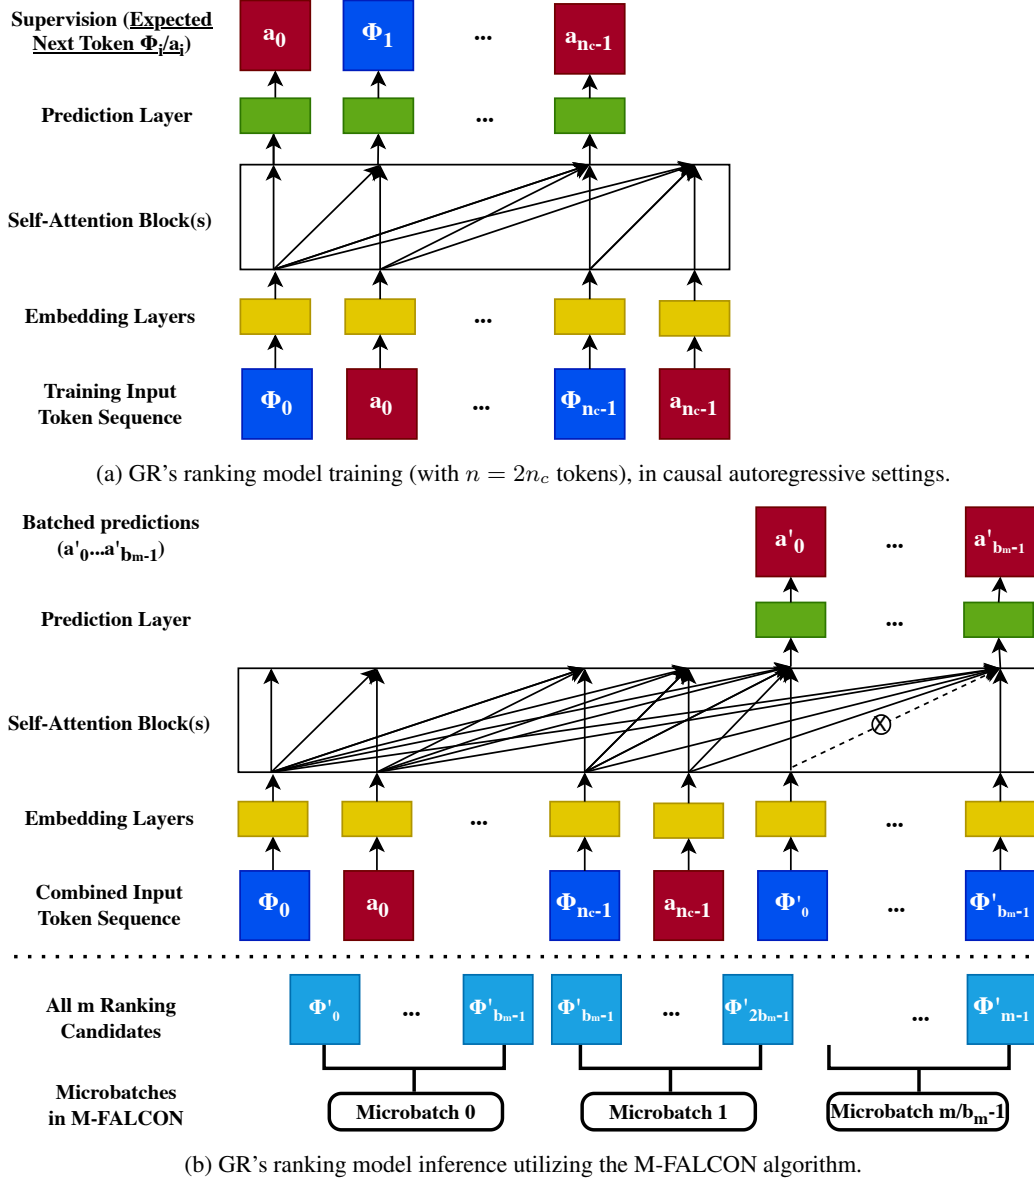 Supervision (Expected
Next Token Φi/ai)
a0
Φ1
...
anc-1
Prediction Layer
...
Self-Attention Block(s)
Embedding Layers
...
Training Input
Token Sequence
Φ0
a0
...
Φnc-1
anc-1
(a) GR's ranking model training (with n = 2nc tokens), in causal autoregressive settings.
Batched predictions
(a'0...a'bm-1)
a'0
...
a'bm-1
Prediction Layer
...
Self-Attention Block(s)
X
Embedding Layers
...
...
Combined Input
Token Sequence
Φ0
a0
Φnc-1
anc-1
Φ'0
...
Φ'bm-1
All m Ranking
Candidates
Φ'0
...
Φ'bm-1
Φ'bm-1
...
Φ'2bm-1
...
Φ'm-1
Microbatches
in M-FALCON
Microbatch 0
Microbatch 1
Microbatch m/bm-1
(b) GR's ranking model inference utilizing the M-FALCON algorithm.